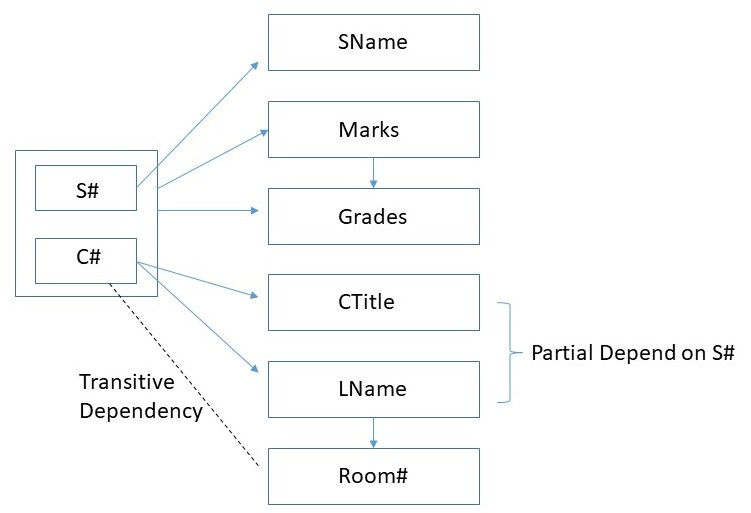 SName
Marks
S#
Grades
C#
CTitle
Partial Depend on S#
Transitive
Dependency
LName
Room#